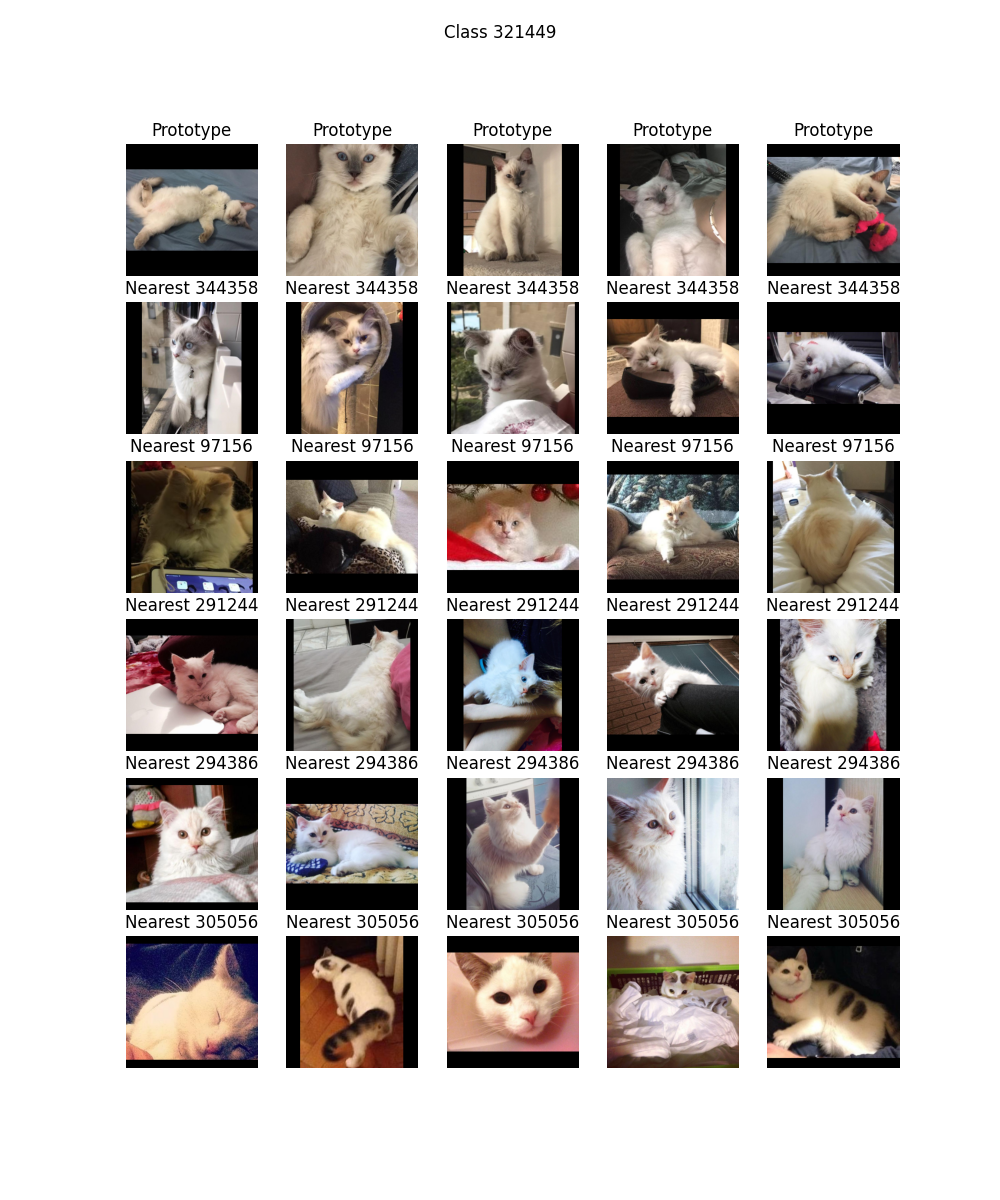 Class 321449
Prototype Prototype Prototype Prototype Prototype
Nearest 344358 Nearest 344358 Nearest 344358 Nearest 344358 Nearest 344358
Nearest 97156 Nearest 97156 Nearest 97156 Nearest 97156 Nearest 97156
Nearest 291244 Nearest 291244 Nearest 291244 Nearest 291244 Nearest 291244
Nearest 294386 Nearest 294386 Nearest 294386 Nearest 294386 Nearest 294386
Nearest 305056 Nearest 305056 Nearest 305056 Nearest 305056 Nearest 305056